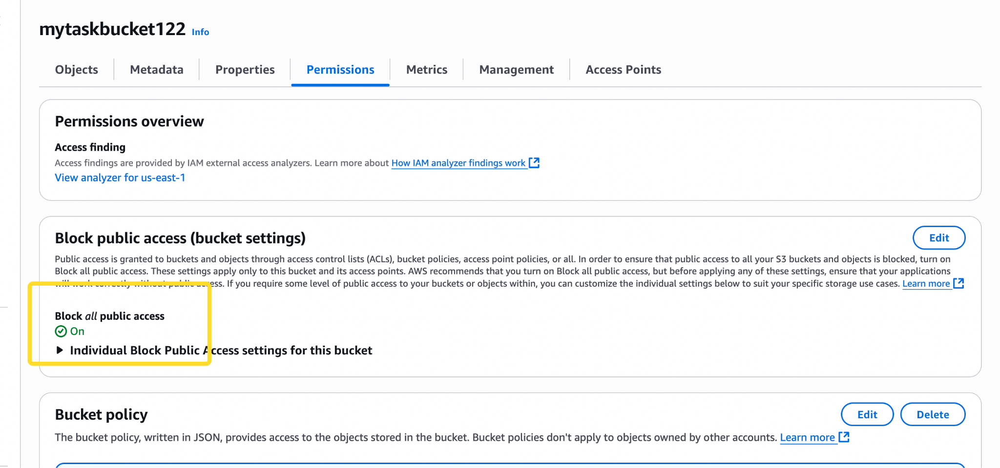 mytaskbucket122 Info
Objects Metadata Properties Permissions Metrics Management Access Points
Permissions overview
Access finding
Access findings are provided by IAM external access analyzers. Learn more about How IAM analyzer findings work
View analyzer for us-east-1
Block public access (bucket settings)
Edit
Public access is granted to buckets and objects through access control lists (ACLs), bucket policies, access point policies, or all. In order to ensure that public access to all your S3 buckets and objects is blocked, turn on
Block all public access. These settings apply only to this bucket and its access points. AWS recommends that you turn on Block all public access, but before applying any of these settings, ensure that your applications
will work correctly without public access. If you require some level of public access to your buckets or objects within, you can customize the individual settings below to suit your specific storage use cases. Learn more
Block all public access
On
Individual Block Public Access settings for this bucket
Bucket policy
Edit Delete
The bucket policy, written in JSON, provides access to the objects stored in the bucket. Bucket policies don't apply to objects owned by other accounts. Learn more